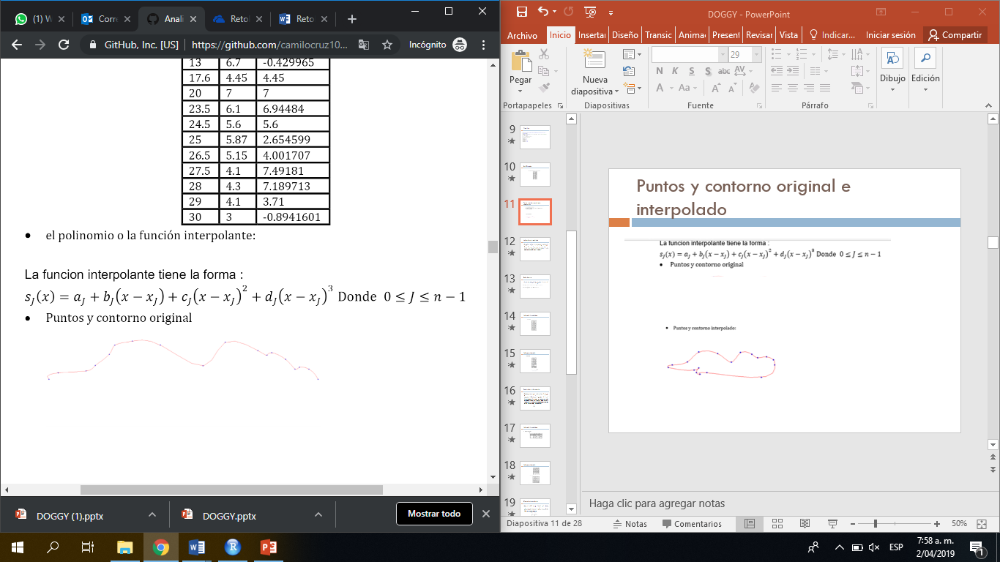 (1) W
Corre
Anali
Reto
Reto
GitHub, Inc. [US]
https://github.com/camilocruz10...
Incógnito
13 6.7 -0.429965
17.6 4.45 4.45
20 7 7
23.5 6.1 6.94484
24.5 5.6 5.6
25 5.87 2.654599
26.5 5.15 4.001707
27.5 4.1 7.49181
28 4.3 7.189713
29 4.1 3.71
30 3 -0.8941601
• el polinomio o la función interpolante:
La funcion interpolante tiene la forma :
s_J(x) = a_J + b_J(x − x_J) + c_J(x − x_J)² + d_J(x − x_J)³ Donde 0 ≤ J ≤ n − 1
• Puntos y contorno original
DOGGY (1).pptx
DOGGY.pptx
Mostrar todo
DOGGY - PowerPoint
Archivo Inicio Insertar Diseño Transic Animac Present Revisar Vista Indicar... Iniciar sesión Compartir
Pegar
Nueva diapositiva
29
N K S S abc AV
A Aa A A
Dibujo
Edición
Portapapeles Diapositivas Fuente Párrafo
9
10
11
12
13
14
15
16
17
18
19
Puntos y contorno original e
interpolado
La funcion interpolante tiene la forma :
s_J(x) = a_J + b_J(x − x_J) + c_J(x − x_J)² + d_J(x − x_J)³ Donde 0 ≤ J ≤ n − 1
• Puntos y contorno original
• Puntos y contorno interpolado:
Haga clic para agregar notas
Diapositiva 11 de 28
Notas
Comentarios
50%
ESP
7:58 a. m.
2/04/2019
1